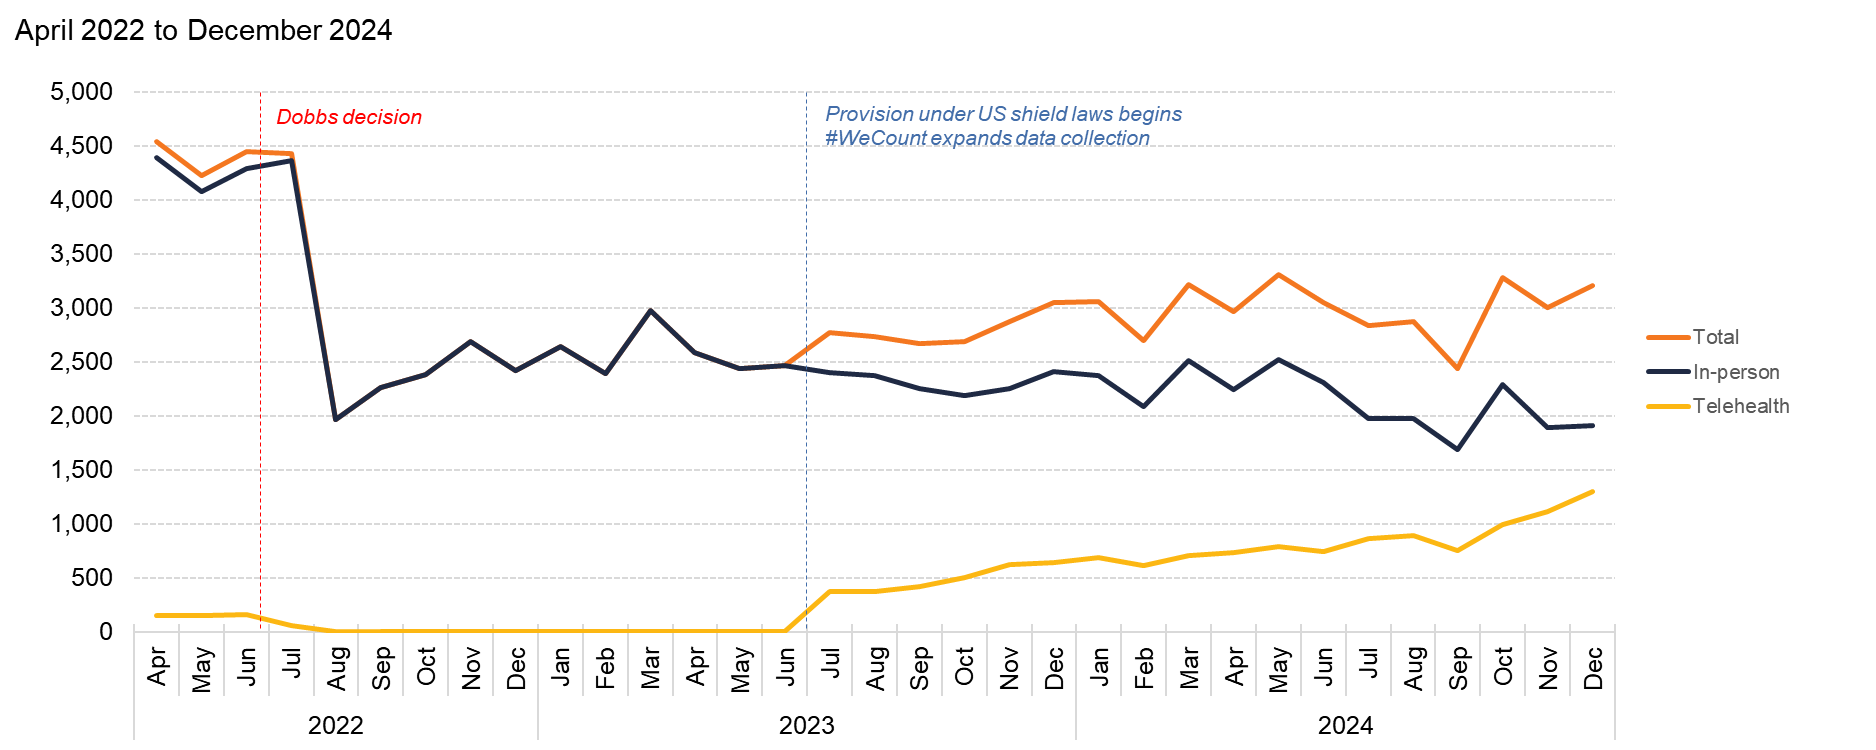 April 2022 to December 2024
5,000
4,500
4,000
3,500
3,000
2,500
2,000
1,500
1,000
500
0
Dobbs decision
Provision under US shield laws begins
#WeCount expands data collection
Total
In-person
Telehealth
Apr May Jun Jul Aug Sep Oct Nov Dec Jan Feb Mar Apr May Jun Jul Aug Sep Oct Nov Dec Jan Feb Mar Apr May Jun Jul Aug Sep Oct Nov Dec
2022 2023 2024